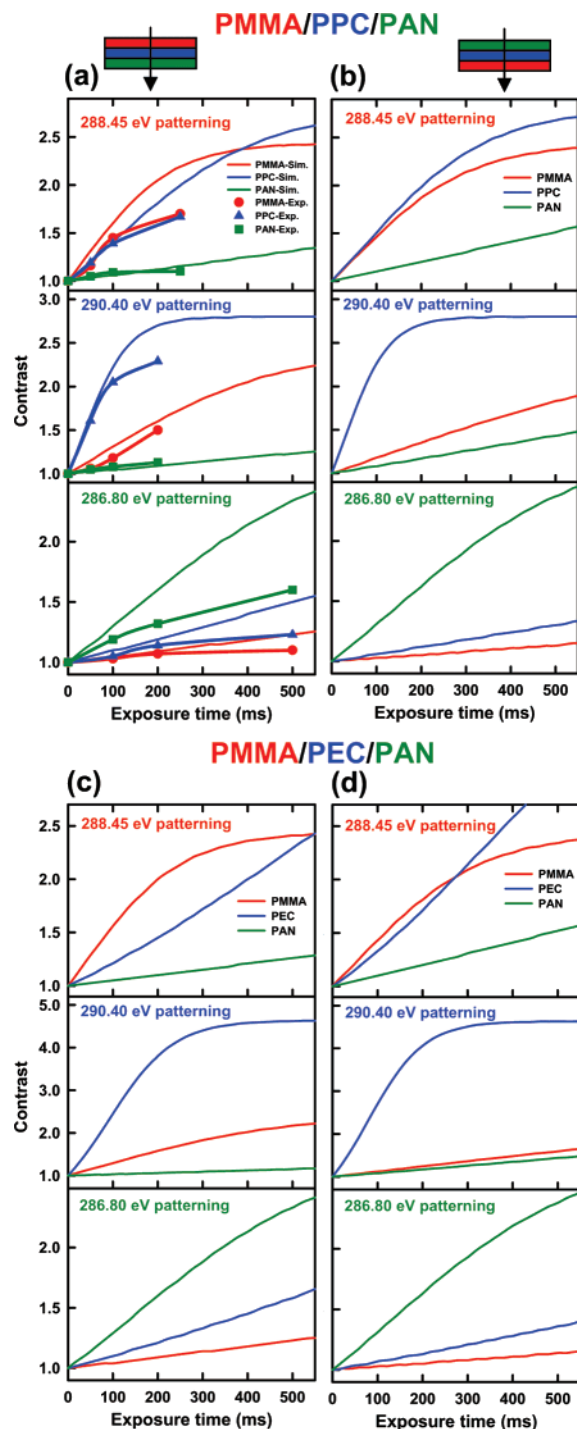 PMMA/PPC/PAN
(a)
(b)
288.45 eV patterning
PMMA-Sim.
PPC-Sim.
PAN-Sim.
PMMA-Exp.
PPC-Exp.
PAN-Exp.
2.5
2.0
1.5
1.0
288.45 eV patterning
PMMA
PPC
PAN
290.40 eV patterning
3.0
2.5
2.0
1.5
1.0
290.40 eV patterning
Contrast
286.80 eV patterning
2.0
1.5
1.0
286.80 eV patterning
0 100 200 300 400 500
0 100 200 300 400 500
Exposure time (ms)
Exposure time (ms)
PMMA/PEC/PAN
(c)
(d)
288.45 eV patterning
PMMA
PEC
PAN
2.5
2.0
1.5
1.0
288.45 eV patterning
PMMA
PEC
PAN
290.40 eV patterning
5.0
4.0
3.0
2.0
1.0
290.40 eV patterning
Contrast
286.80 eV patterning
2.0
1.5
1.0
286.80 eV patterning
0 100 200 300 400 500
0 100 200 300 400 500
Exposure time (ms)
Exposure time (ms)